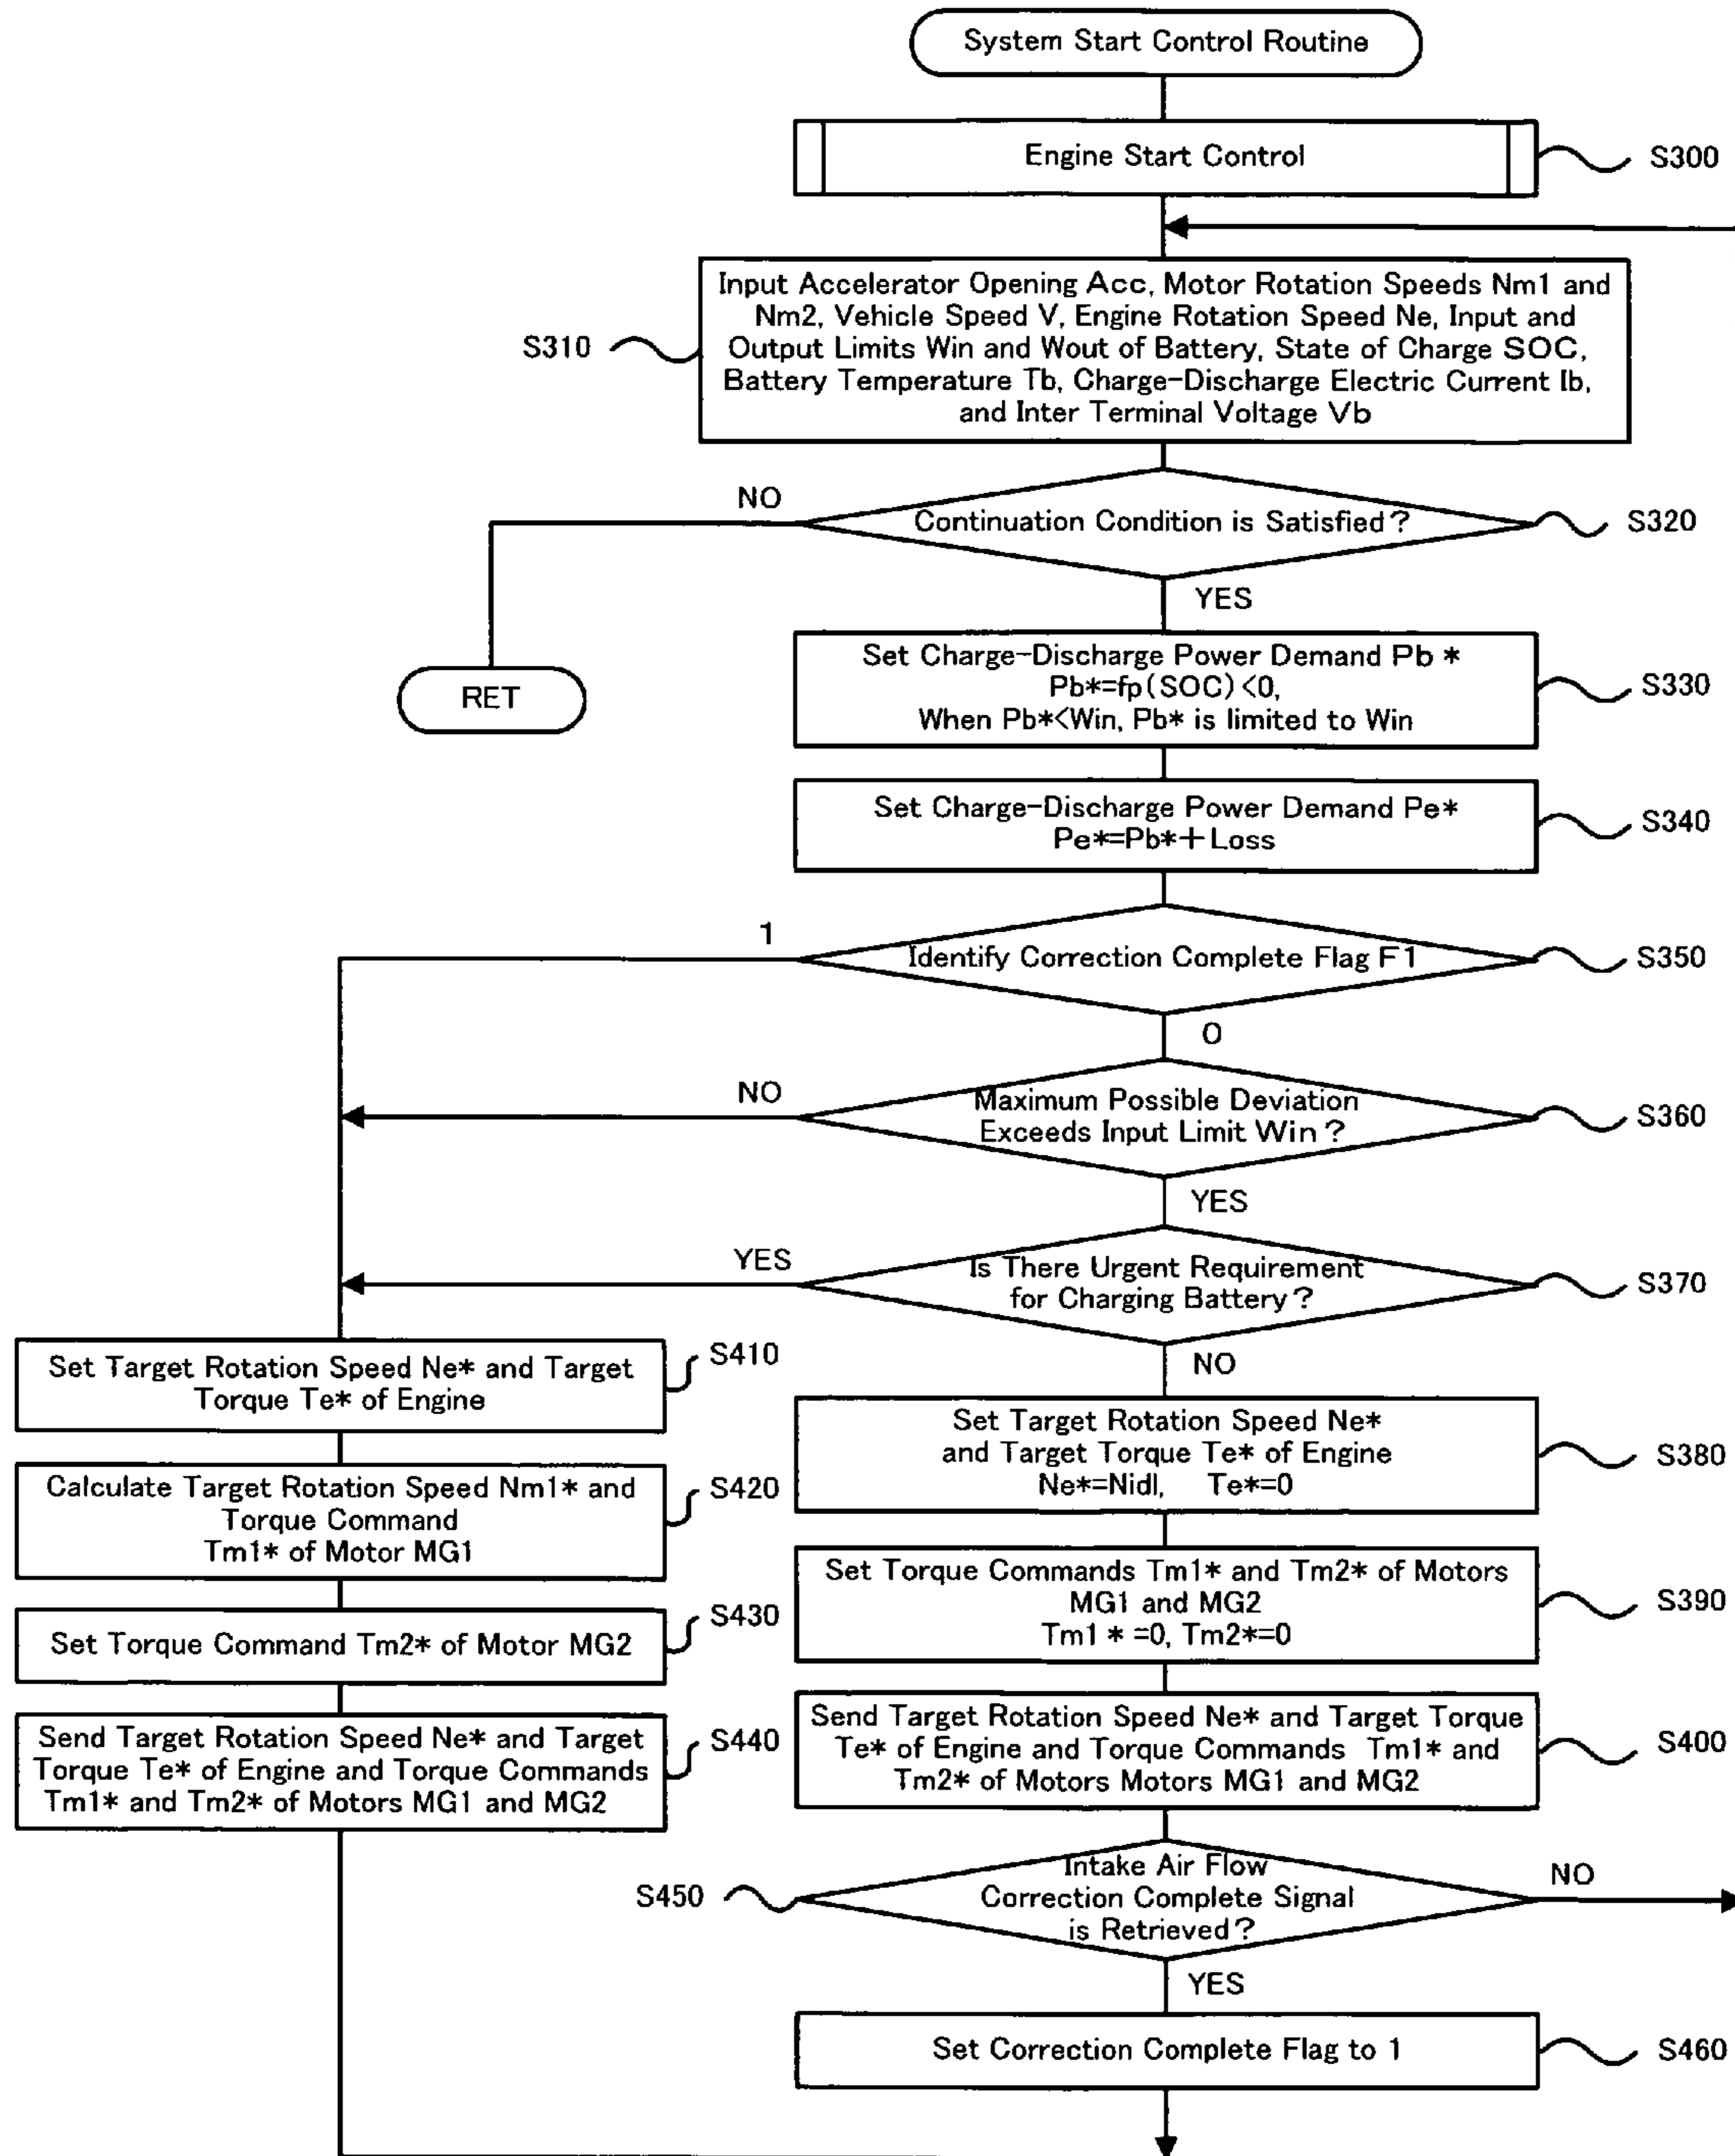 System Start Control Routine
Engine Start Control
S300
Input Accelerator Opening Acc, Motor Rotation Speeds Nm1 and
Nm2, Vehicle Speed V, Engine Rotation Speed Ne, Input and
Output Limits Win and Wout of Battery, State of Charge SOC,
Battery Temperature Tb, Charge-Discharge Electric Current Ib,
and Inter Terminal Voltage Vb
S310
NO
Continuation Condition is Satisfied?
S320
YES
RET
Set Charge-Discharge Power Demand Pb *
Pb*=fp(SOC)<0,
When Pb*<Win, Pb* is limited to Win
S330
Set Charge-Discharge Power Demand Pe*
Pe*=Pb*+Loss
S340
1
Identify Correction Complete Flag F1
S350
0
NO
Maximum Possible Deviation
Exceeds Input Limit Win?
S360
YES
YES
Is There Urgent Requirement
for Charging Battery?
S370
NO
Set Target Rotation Speed Ne* and Target
Torque Te* of Engine
S410
Calculate Target Rotation Speed Nm1* and
Torque Command
Tm1* of Motor MG1
S420
Set Torque Command Tm2* of Motor MG2
S430
Send Target Rotation Speed Ne* and Target
Torque Te* of Engine and Torque Commands
Tm1* and Tm2* of Motors MG1 and MG2
S440
Set Target Rotation Speed Ne*
and Target Torque Te* of Engine
Ne*=Nidl, Te*=0
S380
Set Torque Commands Tm1* and Tm2* of Motors
MG1 and MG2
Tm1 * =0, Tm2*=0
S390
Send Target Rotation Speed Ne* and Target Torque
Te* of Engine and Torque Commands Tm1* and
Tm2* of Motors Motors MG1 and MG2
S400
S450
Intake Air Flow
Correction Complete Signal
is Retrieved?
NO
YES
Set Correction Complete Flag to 1
S460